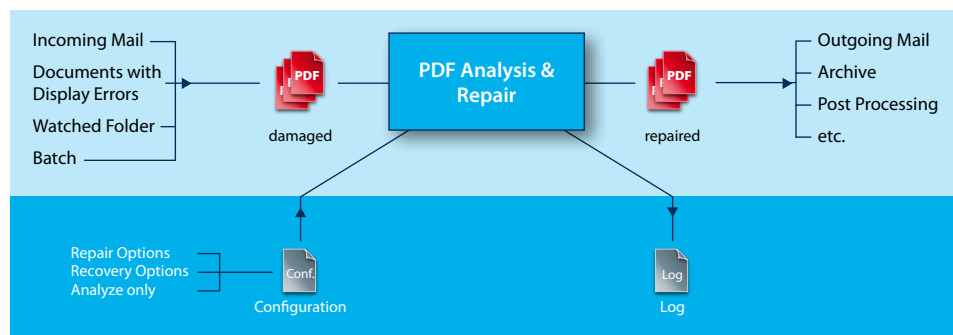 Incoming Mail
Documents with
Display Errors
Watched Folder
Batch
PDF
damaged
PDF Analysis &
Repair
PDF
repaired
Outgoing Mail
Archive
Post Processing
etc.
Repair Options
Recovery Options
Analyze only
Conf.
Configuration
Log
Log